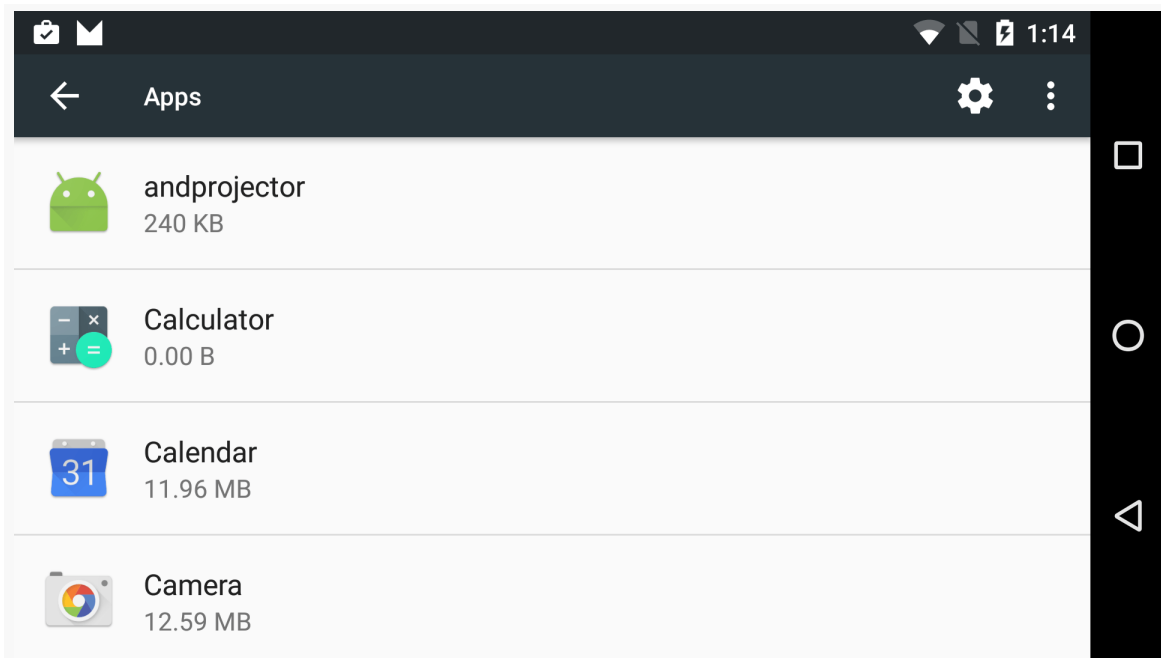 1:14
Apps
andprojector
240 KB
Calculator
0.00 B
31
Calendar
11.96 MB
Camera
12.59 MB